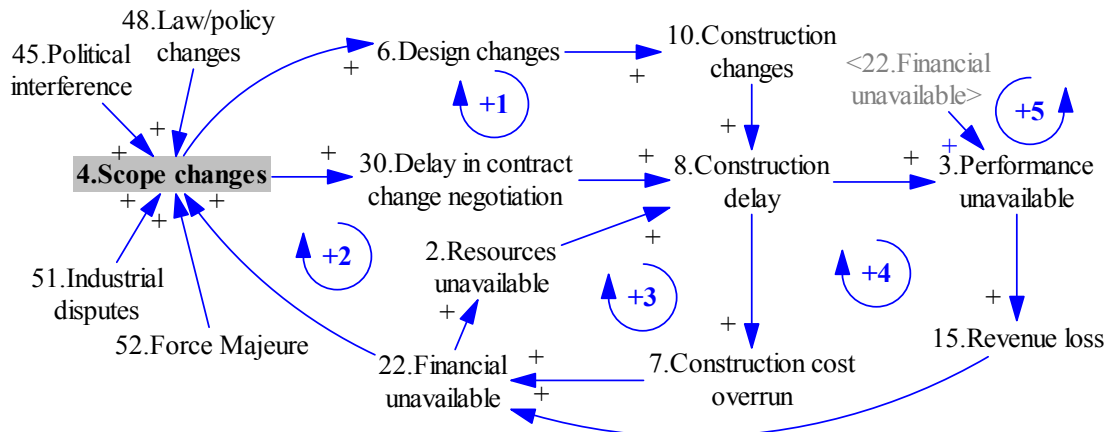 48.Law/policy
changes
45.Political
interference
6.Design changes
10.Construction
changes
<22.Financial
unavailable>
+
+
+1
+5
+
+
+
+
+
+
+
4.Scope changes
30.Delay in contract
change negotiation
8.Construction
delay
3.Performance
unavailable
+
+
+
+2
2.Resources
unavailable
+
+4
51.Industrial
disputes
+3
+
+
+
52.Force Majeure
22.Financial
unavailable
+
+
7.Construction cost
overrun
15.Revenue loss